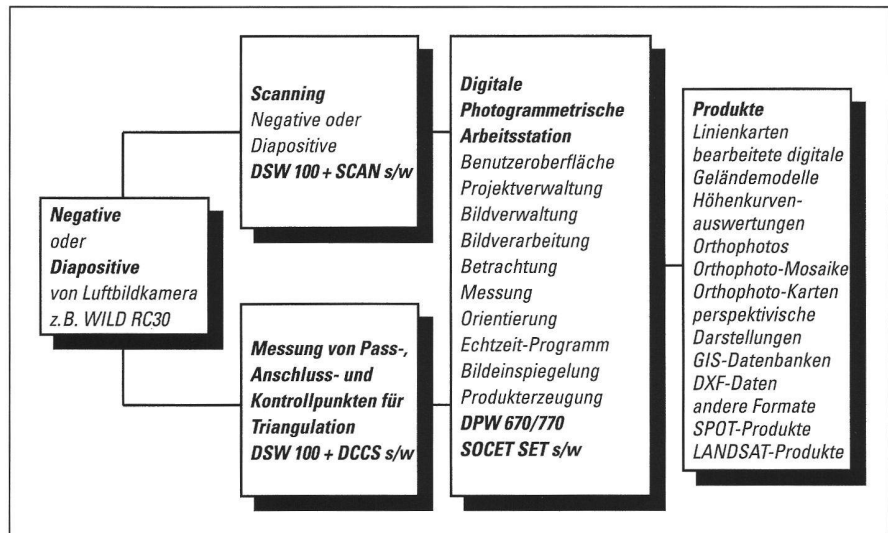 Negative
oder
Diapositive
von Luftbildkamera
z.B. WILD RC30
Scanning
Negative oder
Diapositive
DSW 100 + SCAN s/w
Messung von Pass-,
Anschluss- und
Kontrollpunkten für
Triangulation
DSW 100 + DCCS s/w
Digitale
Photogrammetrische
Arbeitsstation
Benutzeroberfläche
Projektverwaltung
Bildverwaltung
Bildverarbeitung
Betrachtung
Messung
Orientierung
Echtzeit-Programm
Bildeinspiegelung
Produkterzeugung
DPW 670/770
SOCET SET s/w
Produkte
Linienkarten
bearbeitete digitale
Geländemodelle
Höhenkurven-
auswertungen
Orthophotos
Orthophoto-Mosaike
Orthophoto-Karten
perspektivische
Darstellungen
GIS-Datenbanken
DXF-Daten
andere Formate
SPOT-Produkte
LANDSAT-Produkte